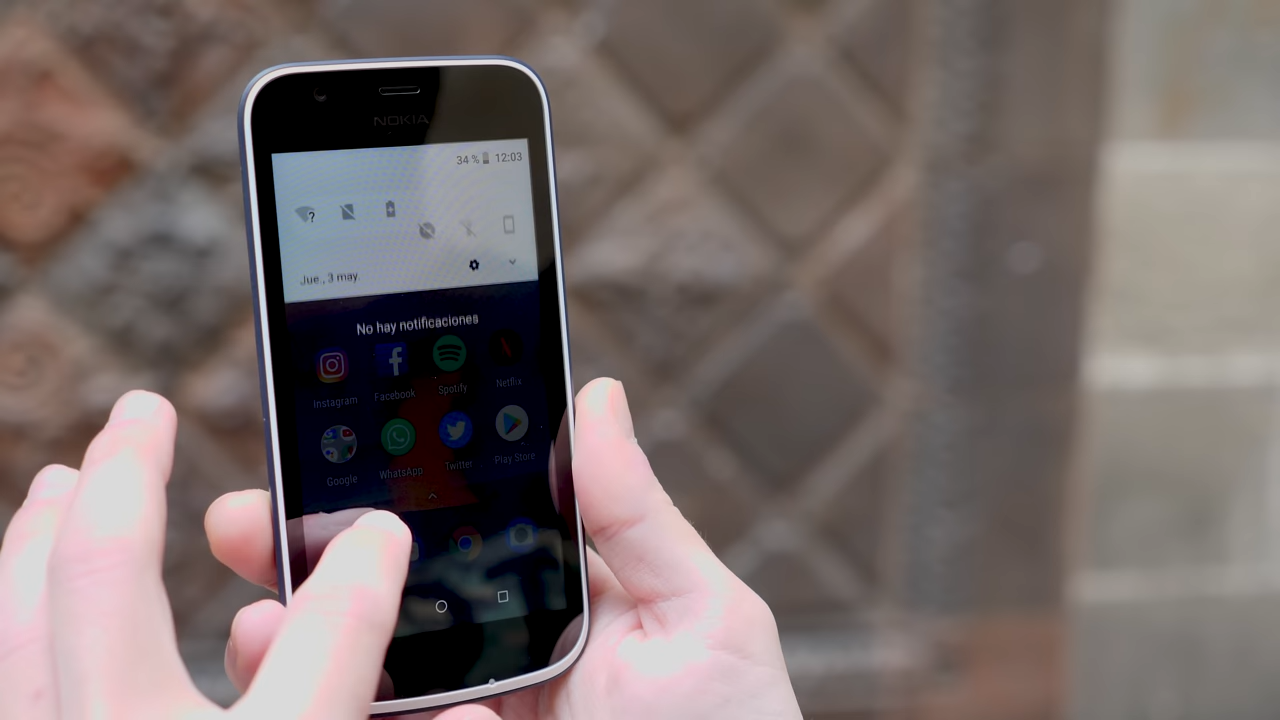 NOKIA
34 % 12:03
?
Jue., 3 may.
No hay notificaciones
Instagram Facebook Spotify Netflix
Google WhatsApp Twitter Play Store